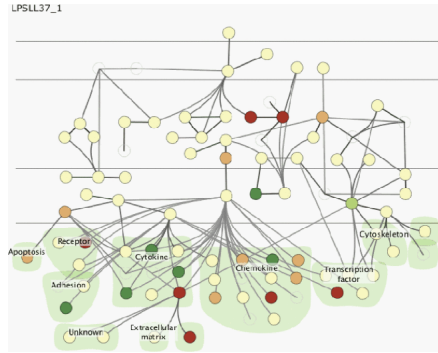 LPSLL37_1
Apoptosis
Receptor
Cytokine
Chemokine
Transcription
factor
Cytoskeleton
Adhesion
Unknown
Extracellular
matrix